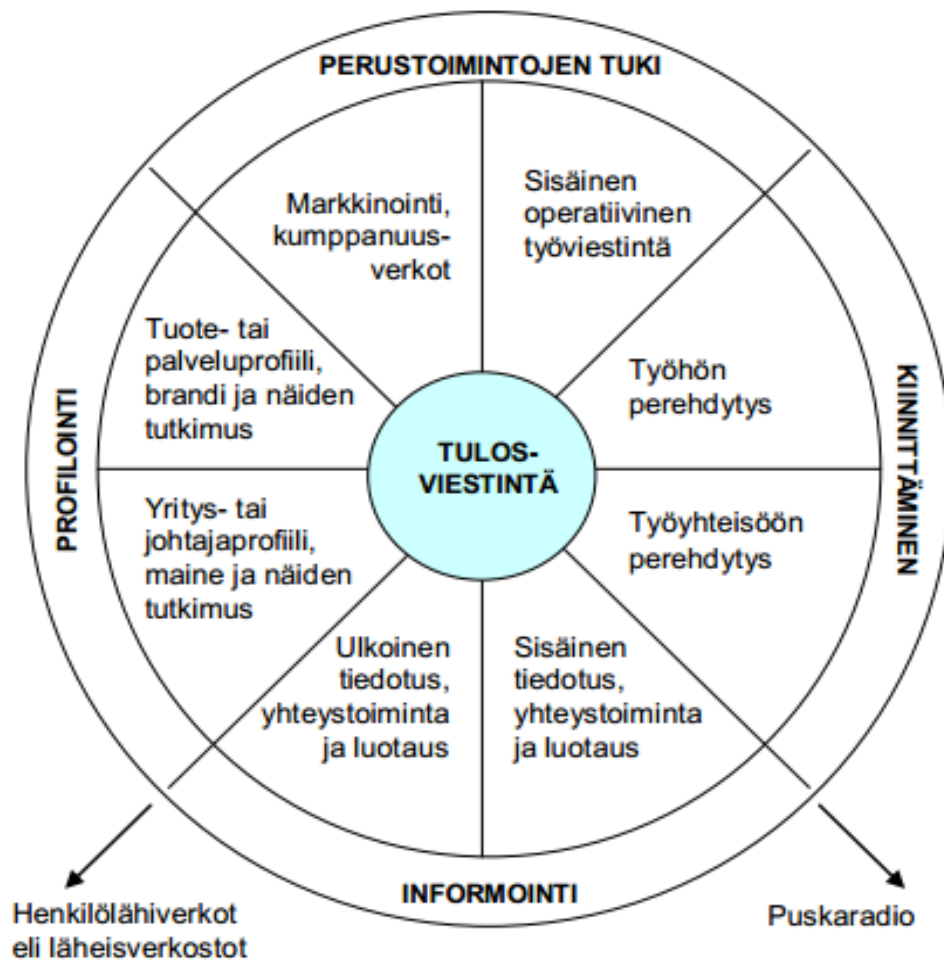 PERUSTOIMINTOJEN TUKI
Markkinointi,
kumppanuus-
verkot
Sisäinen
operatiivinen
työviestintä
Tuote- tai
palveluprofiili,
brandi ja näiden
tutkimus
Työhön
perehdytys
PROFILOINTI
TULOS-
VIESTINTÄ
KIINNITTÄMINEN
Yritys- tai
johtajaprofiili,
maine ja näiden
tutkimus
Työyhteisöön
perehdytys
Ulkoinen
tiedotus,
yhteystoiminta
ja luotaus
Sisäinen
tiedotus,
yhteystoiminta
ja luotaus
INFORMOINTI
Henkilölähiverkot
eli läheisverkostot
Puskaradio